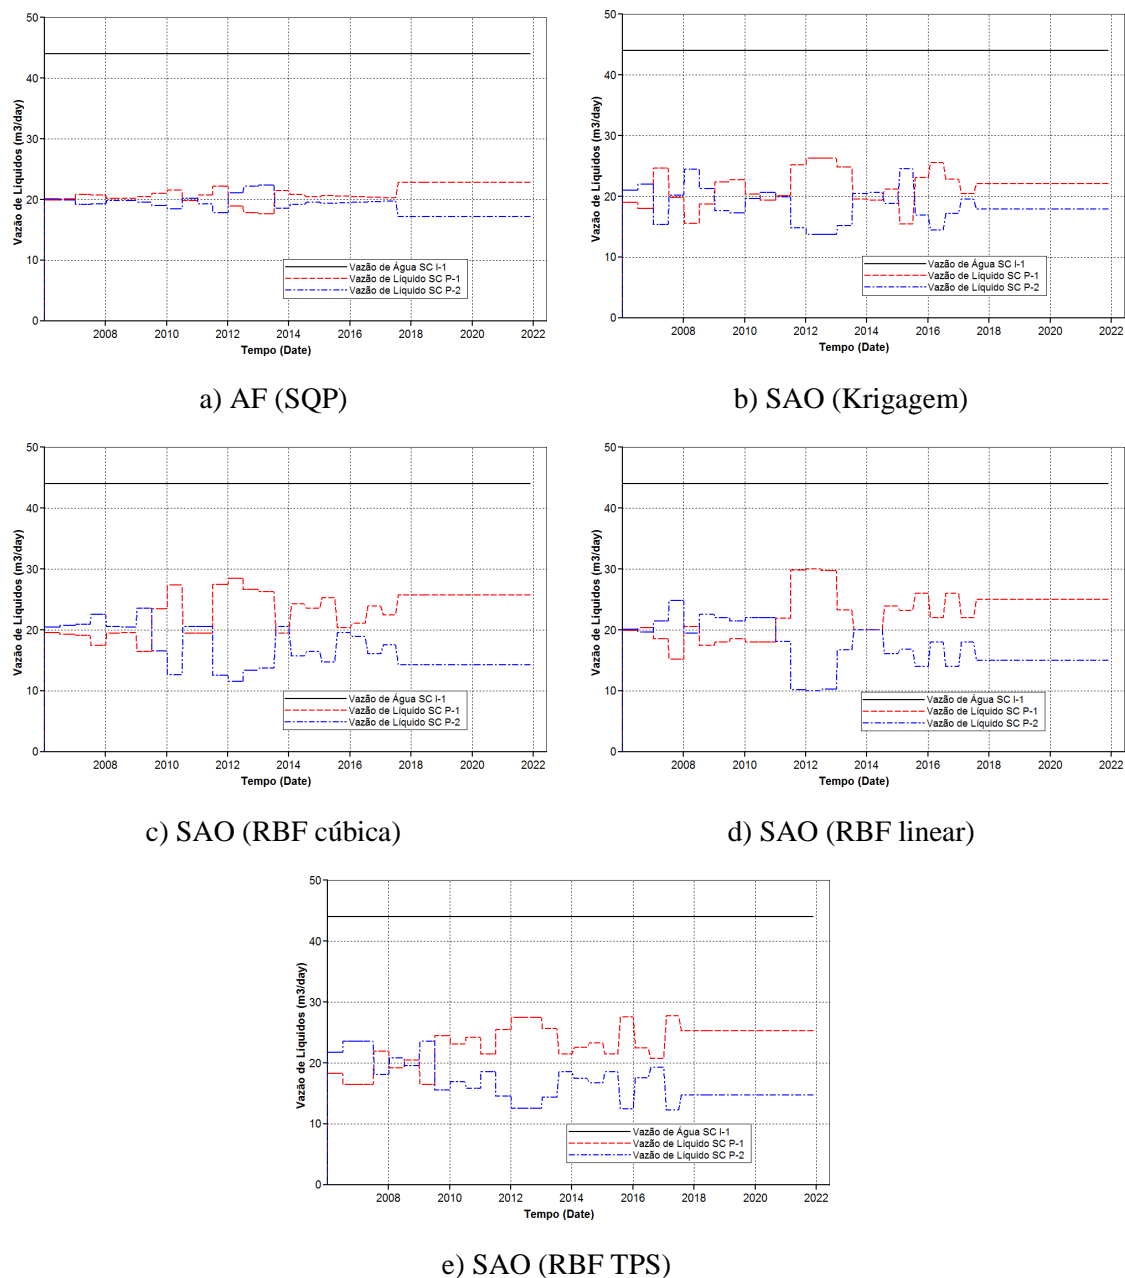 50
40
30
20
10
0
Vazão de Líquidos (m3/day)
Vazão de Água SC I-1
Vazão de Líquido SC P-1
Vazão de Líquido SC P-2
2008 2010 2012 2014 2016 2018 2020 2022
Tempo (Date)
a) AF (SQP)
50
40
30
20
10
0
Vazão de Líquidos (m3/day)
Vazão de Água SC I-1
Vazão de Líquido SC P-1
Vazão de Líquido SC P-2
2008 2010 2012 2014 2016 2018 2020 2022
Tempo (Date)
b) SAO (Krigagem)
50
40
30
20
10
0
Vazão de Líquidos (m3/day)
Vazão de Água SC I-1
Vazão de Líquido SC P-1
Vazão de Líquido SC P-2
2008 2010 2012 2014 2016 2018 2020 2022
Tempo (Date)
c) SAO (RBF cúbica)
50
40
30
20
10
0
Vazão de Líquidos (m3/day)
Vazão de Água SC I-1
Vazão de Líquido SC P-1
Vazão de Líquido SC P-2
2008 2010 2012 2014 2016 2018 2020 2022
Tempo (Date)
d) SAO (RBF linear)
50
40
30
20
10
0
Vazão de Líquidos (m3/day)
Vazão de Água SC I-1
Vazão de Líquido SC P-1
Vazão de Líquido SC P-2
2008 2010 2012 2014 2016 2018 2020 2022
Tempo (Date)
e) SAO (RBF TPS)